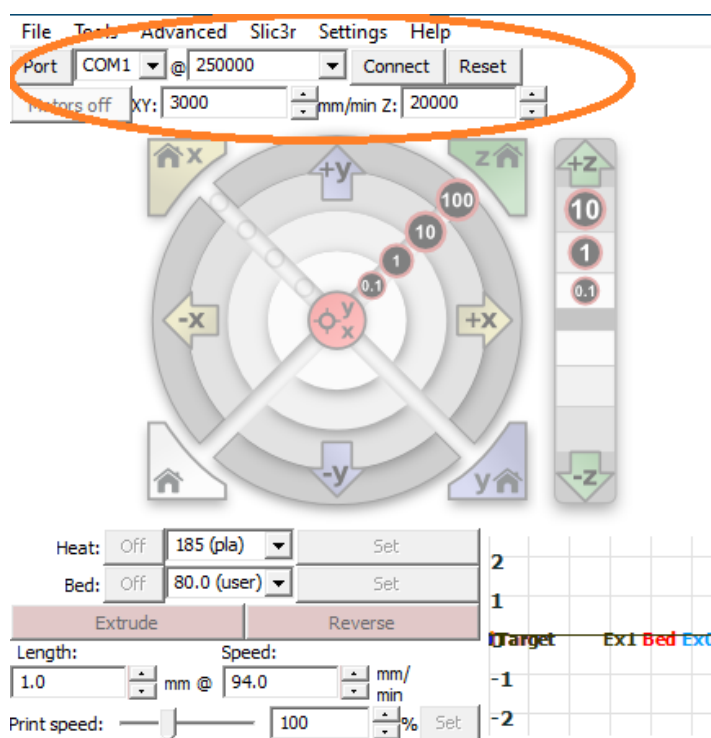 File Tools Advanced Slic3r Settings Help
Port COM1 @ 250000 Connect Reset
Motors off XY: 3000 mm/min Z: 20000
x +y z +z
100 10
10 1
1 0.1
0.1
y
x
-x +x
-y y -z
Heat: Off 185 (pla) Set
Bed: Off 80.0 (user) Set
Extrude Reverse
Length: Speed:
1.0 mm @ 94.0 mm/
min
Print speed: 100 % Set
2
1
Target Ex1 Bed Ex0
-1
-2